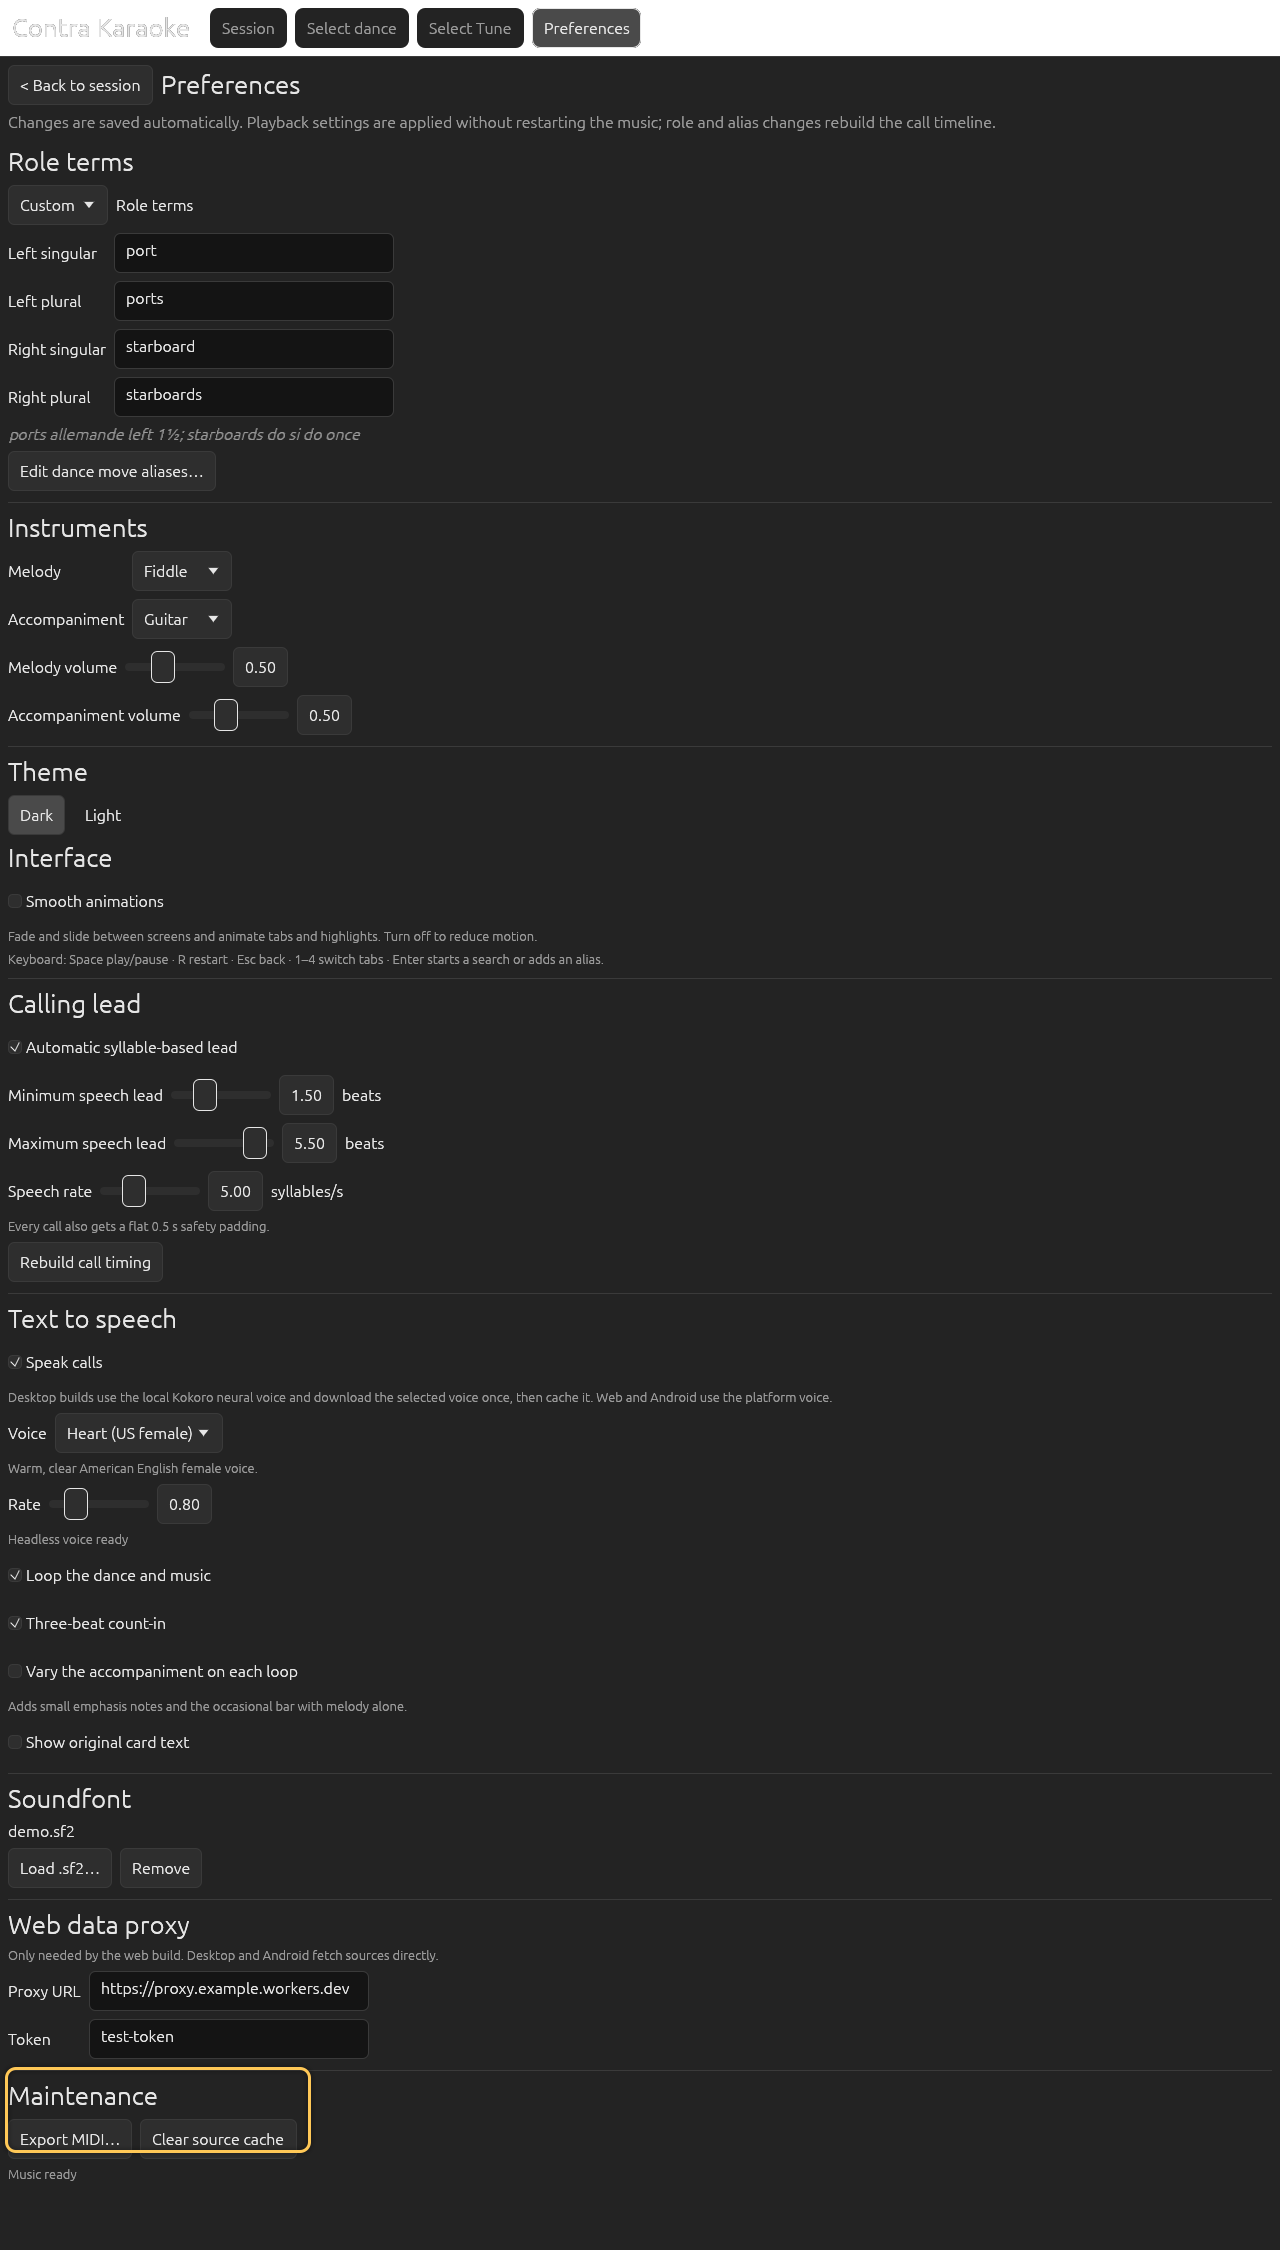 Contra Karaoke Session Select dance Select Tune Preferences
< Back to session Preferences
Changes are saved automatically. Playback settings are applied without restarting the music; role and alias changes rebuild the call timeline.
Role terms
Custom Role terms
Left singular port
Left plural ports
Right singular starboard
Right plural starboards
ports allemande left 1½; starboards do si do once
Edit dance move aliases…
Instruments
Melody Fiddle
Accompaniment Guitar
Melody volume 0.50
Accompaniment volume 0.50
Theme
Dark Light
Interface
Smooth animations
Fade and slide between screens and animate tabs and highlights. Turn off to reduce motion.
Keyboard: Space play/pause · R restart · Esc back · 1–4 switch tabs · Enter starts a search or adds an alias.
Calling lead
Automatic syllable-based lead
Minimum speech lead 1.50 beats
Maximum speech lead 5.50 beats
Speech rate 5.00 syllables/s
Every call also gets a flat 0.5 s safety padding.
Rebuild call timing
Text to speech
Speak calls
Desktop builds use the local Kokoro neural voice and download the selected voice once, then cache it. Web and Android use the platform voice.
Voice Heart (US female)
Warm, clear American English female voice.
Rate 0.80
Headless voice ready
Loop the dance and music
Three-beat count-in
Vary the accompaniment on each loop
Adds small emphasis notes and the occasional bar with melody alone.
Show original card text
Soundfont
demo.sf2
Load .sf2… Remove
Web data proxy
Only needed by the web build. Desktop and Android fetch sources directly.
Proxy URL https://proxy.example.workers.dev
Token test-token
Maintenance
Export MIDI… Clear source cache
Music ready